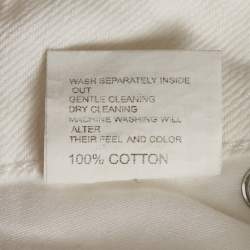 WASH SEPARATELY INSIDE
OUT
GENTLE CLEANING
DRY CLEANING
MACHINE WASHING WILL
ALTER
THEIR FEEL AND COLOR
100% COTTON